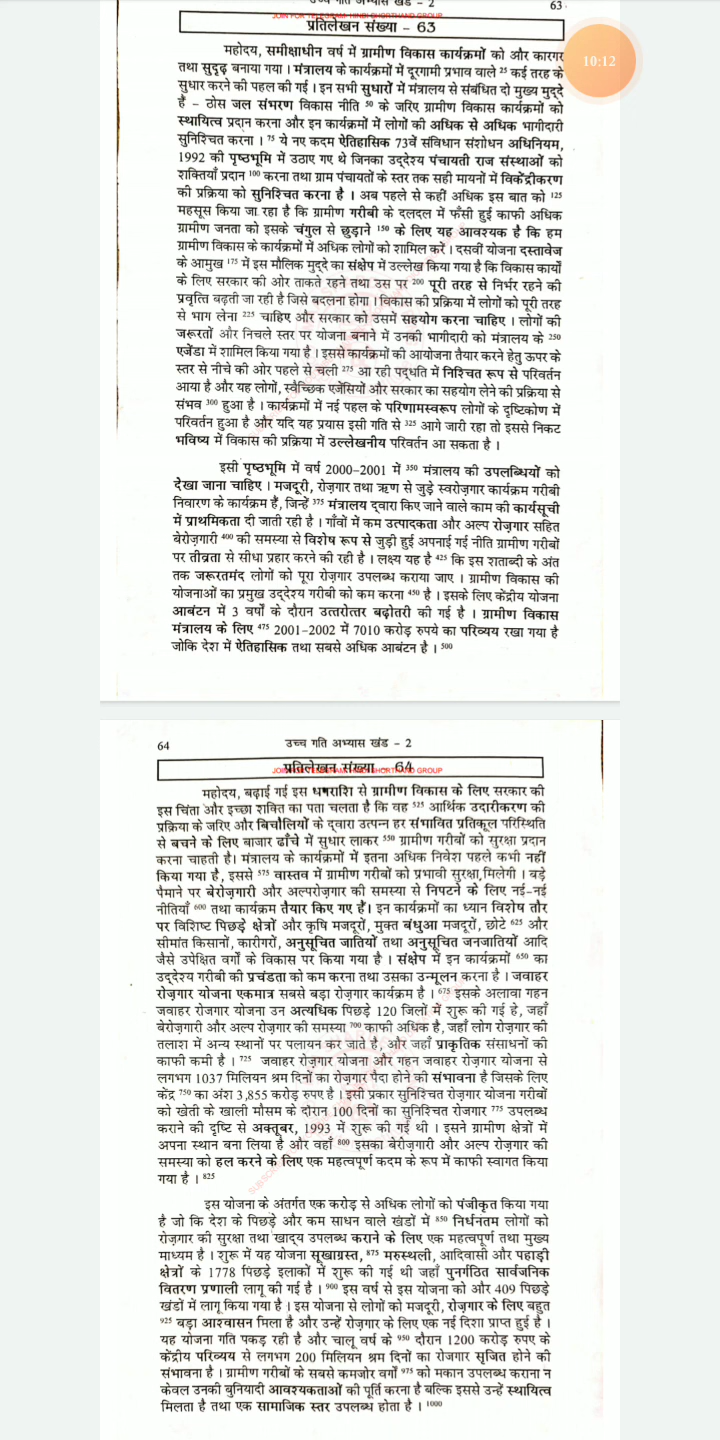 उच्च गति अभ्यास खंड - 2 63
JOIN FOR TELEGRAM- HINDI SHORTHAND GROUP
प्रतिलेखन संख्या - 63
10:12
महोदय, समीक्षाधीन वर्ष में ग्रामीण विकास कार्यक्रमों को और कारगर
तथा सुदृढ़ बनाया गया । मंत्रालय के कार्यक्रमों में दूरगामी प्रभाव वाले 25 कई तरह के
सुधार करने की पहल की गई । इन सभी सुधारों में मंत्रालय से संबंधित दो मुख्य मुद्दे
हैं - ठोस जल संभरण विकास नीति 50 के जरिए ग्रामीण विकास कार्यक्रमों को
स्थायित्व प्रदान करना और इन कार्यक्रमों में लोगों की अधिक से अधिक भागीदारी
सुनिश्चित करना । 75 ये नए कदम ऐतिहासिक 73वें संविधान संशोधन अधिनियम,
1992 की पृष्ठभूमि में उठाए गए थे जिनका उद्देश्य पंचायती राज संस्थाओं को
शक्तियाँ प्रदान 100 करना तथा ग्राम पंचायतों के स्तर तक सही मायनों में विकेंद्रीकरण
की प्रक्रिया को सुनिश्चित करना है । अब पहले से कहीं अधिक इस बात को 125
महसूस किया जा रहा है कि ग्रामीण गरीबी के दलदल में फँसी हुई काफी अधिक
ग्रामीण जनता को इसके चंगुल से छुड़ाने 150 के लिए यह आवश्यक है कि हम
ग्रामीण विकास के कार्यक्रमों में अधिक लोगों को शामिल करें । दसवीं योजना दस्तावेज
के आमुख 175 में इस मौलिक मुद्दे का संक्षेप में उल्लेख किया गया है कि विकास कार्यों
के लिए सरकार की ओर ताकते रहने तथा उस पर 200 पूरी तरह से निर्भर रहने की
प्रवृत्ति बढ़ती जा रही है जिसे बदलना होगा । विकास की प्रक्रिया में लोगों को पूरी तरह
से भाग लेना 225 चाहिए और सरकार को उसमें सहयोग करना चाहिए । लोगों की
जरूरतों और निचले स्तर पर योजना बनाने में उनकी भागीदारी को मंत्रालय के 250
एजेंडा में शामिल किया गया है । इससे कार्यक्रमों की आयोजना तैयार करने हेतु ऊपर के
स्तर से नीचे की ओर पहले से चली 275 आ रही पद्धति में निश्चित रूप से परिवर्तन
आया है और यह लोगों, स्वैच्छिक एजेंसियों और सरकार का सहयोग लेने की प्रक्रिया से
संभव 300 हुआ है । कार्यक्रमों में नई पहल के परिणामस्वरूप लोगों के दृष्टिकोण में
परिवर्तन हुआ है और यदि यह प्रयास इसी गति से 325 आगे जारी रहा तो इससे निकट
भविष्य में विकास की प्रक्रिया में उल्लेखनीय परिवर्तन आ सकता है ।
इसी पृष्ठभूमि में वर्ष 2000-2001 में 350 मंत्रालय की उपलब्धियों को
देखा जाना चाहिए । मजदूरी, रोज़गार तथा ऋण से जुड़े स्वरोज़गार कार्यक्रम गरीबी
निवारण के कार्यक्रम हैं, जिन्हें 375 मंत्रालय द्वारा किए जाने वाले काम की कार्यसूची
में प्राथमिकता दी जाती रही है । गाँवों में कम उत्पादकता और अल्प रोज़गार सहित
बेरोज़गारी 400 की समस्या से विशेष रूप से जुड़ी हुई अपनाई गई नीति ग्रामीण गरीबों
पर तीव्रता से सीधा प्रहार करने की रही है । लक्ष्य यह है 425 कि इस शताब्दी के अंत
तक जरूरतमंद लोगों को पूरा रोज़गार उपलब्ध कराया जाए । ग्रामीण विकास की
योजनाओं का प्रमुख उद्देश्य गरीबी को कम करना 450 है । इसके लिए केंद्रीय योजना
आबंटन में 3 वर्षों के दौरान उत्तरोत्तर बढ़ोतरी की गई है । ग्रामीण विकास
मंत्रालय के लिए 475 2001-2002 में 7010 करोड़ रुपये का परिव्यय रखा गया है
जोकि देश में ऐतिहासिक तथा सबसे अधिक आबंटन है । 500
64 उच्च गति अभ्यास खंड - 2
प्रतिलेखन संख्या - 64
महोदय, बढ़ाई गई इस धनराशि से ग्रामीण विकास के लिए सरकार की
इस चिंता और इच्छा शक्ति का पता चलता है कि वह 525 आर्थिक उदारीकरण की
प्रक्रिया के जरिए और बिचौलियों के द्वारा उत्पन्न हर संभावित प्रतिकूल परिस्थिति
से बचने के लिए बाजार ढाँचे में सुधार लाकर 550 ग्रामीण गरीबों को सुरक्षा प्रदान
करना चाहती है। मंत्रालय के कार्यक्रमों में इतना अधिक निवेश पहले कभी नहीं
किया गया है, इससे 575 वास्तव में ग्रामीण गरीबों को प्रभावी सुरक्षा मिलेगी । बड़े
पैमाने पर बेरोज़गारी और अल्परोज़गार की समस्या से निपटने के लिए नई-नई
नीतियाँ 600 तथा कार्यक्रम तैयार किए गए हैं। इन कार्यक्रमों का ध्यान विशेष तौर
पर विशिष्ट पिछड़े क्षेत्रों और कृषि मजदूरों, मुक्त बंधुआ मजदूरों, छोटे 625 और
सीमांत किसानों, कारीगरों, अनुसूचित जातियों तथा अनुसूचित जनजातियों आदि
जैसे उपेक्षित वर्गों के विकास पर किया गया है । संक्षेप में इन कार्यक्रमों 650 का
उद्देश्य गरीबी की प्रचंडता को कम करना तथा उसका उन्मूलन करना है । जवाहर
रोज़गार योजना एकमात्र सबसे बड़ा रोज़गार कार्यक्रम है । 675 इसके अलावा गहन
जवाहर रोजगार योजना उन अत्यधिक पिछड़े 120 जिलों में शुरू की गई है, जहाँ
बेरोज़गारी और अल्प रोज़गार की समस्या 700 काफी अधिक है, जहाँ लोग रोज़गार की
तलाश में अन्य स्थानों पर पलायन कर जाते है, और जहाँ प्राकृतिक संसाधनों की
काफी कमी है । 725 जवाहर रोज़गार योजना और गहन जवाहर रोज़गार योजना से
लगभग 1037 मिलियन श्रम दिनों का रोज़गार पैदा होने की संभावना है जिसके लिए
केंद्र 750 का अंश 3,855 करोड़ रुपए है । इसी प्रकार सुनिश्चित रोज़गार योजना गरीबों
को खेती के खाली मौसम के दौरान 100 दिनों का सुनिश्चित रोजगार 775 उपलब्ध
कराने की दृष्टि से अक्तूबर, 1993 में शुरू की गई थी । इसने ग्रामीण क्षेत्रों में
अपना स्थान बना लिया है और वहाँ 800 इसका बेरोज़गारी और अल्प रोज़गार की
समस्या को हल करने के लिए एक महत्वपूर्ण कदम के रूप में काफी स्वागत किया
गया है । 825
इस योजना के अंतर्गत एक करोड़ से अधिक लोगों को पंजीकृत किया गया
है जो कि देश के पिछड़े और कम साधन वाले खंडों में 850 निर्धनतम लोगों को
रोज़गार की सुरक्षा तथा खाद्य उपलब्ध कराने के लिए एक महत्वपूर्ण तथा मुख्य
माध्यम है । शुरू में यह योजना सूखाग्रस्त, 875 मरुस्थली, आदिवासी और पहाड़ी
क्षेत्रों के 1778 पिछड़े इलाकों में शुरू की गई थी जहाँ पुनर्गठित सार्वजनिक
वितरण प्रणाली लागू की गई है । 900 इस वर्ष से इस योजना को और 409 पिछड़े
खंडों में लागू किया गया है । इस योजना से लोगों को मजदूरी, रोज़गार के लिए बहुत
925 बड़ा आश्वासन मिला है और उन्हें रोज़गार के लिए एक नई दिशा प्राप्त हुई है ।
यह योजना गति पकड़ रही है और चालू वर्ष के 950 दौरान 1200 करोड़ रुपए के
केंद्रीय परिव्यय से लगभग 200 मिलियन श्रम दिनों का रोजगार सृजित होने की
संभावना है । ग्रामीण गरीबों के सबसे कमजोर वर्गों 975 को मकान उपलब्ध कराना न
केवल उनकी बुनियादी आवश्यकताओं की पूर्ति करना है बल्कि इससे उन्हें स्थायित्व
मिलता है तथा एक सामाजिक स्तर उपलब्ध होता है । 1000